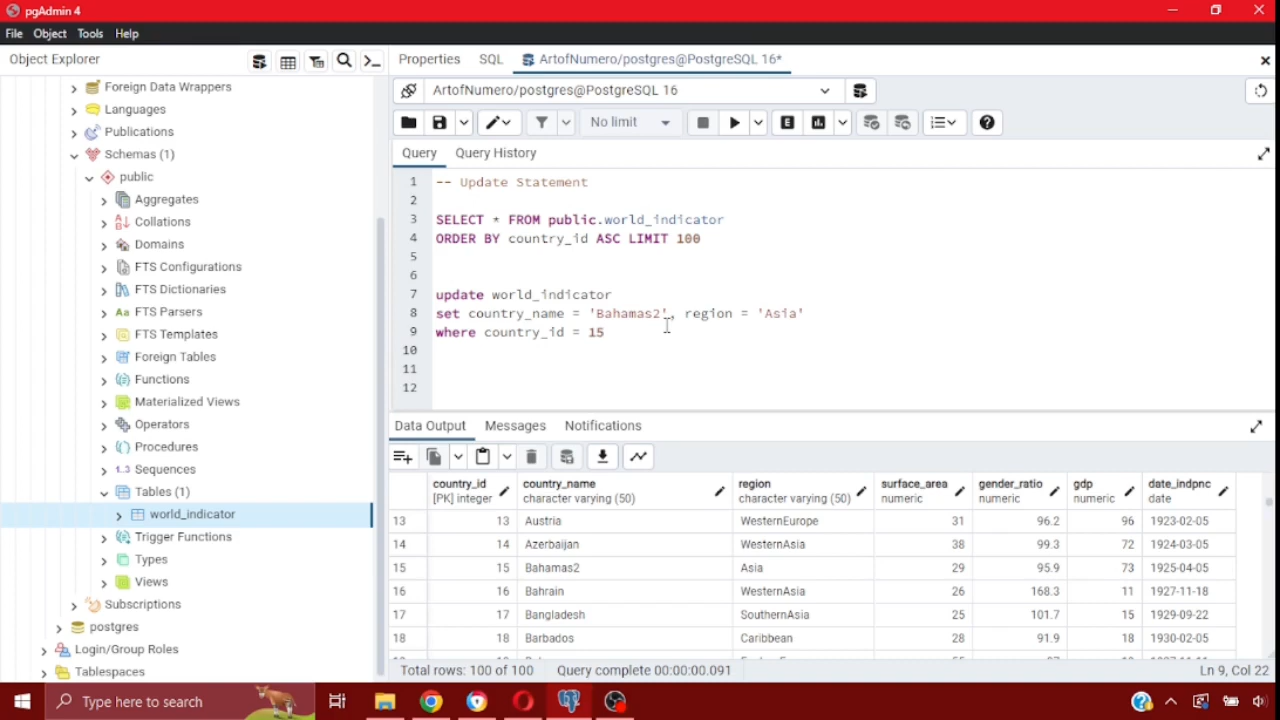 pgAdmin 4
File Object Tools Help
Object Explorer
Foreign Data Wrappers
Languages
Publications
Schemas (1)
public
Aggregates
Collations
Domains
FTS Configurations
FTS Dictionaries
FTS Parsers
FTS Templates
Foreign Tables
Functions
Materialized Views
Operators
Procedures
Sequences
Tables (1)
world_indicator
Trigger Functions
Types
Views
Subscriptions
postgres
Login/Group Roles
Tablespaces
Properties SQL ArtofNumero/postgres@PostgreSQL 16*
ArtofNumero/postgres@PostgreSQL 16
No limit
Query Query History
1 -- Update Statement
2
3 SELECT * FROM public.world_indicator
4 ORDER BY country_id ASC LIMIT 100
5
6
7 update world_indicator
8 set country_name = 'Bahamas2', region = 'Asia'
9 where country_id = 15
10
11
12
Data Output Messages Notifications
country_id country_name region surface_area gender_ratio gdp date_indpnc
[PK] integer character varying (50) character varying (50) numeric numeric numeric date
13 13 Austria WesternEurope 31 96.2 96 1923-02-05
14 14 Azerbaijan WesternAsia 38 99.3 72 1924-03-05
15 15 Bahamas2 Asia 29 95.9 73 1925-04-05
16 16 Bahrain WesternAsia 26 168.3 11 1927-11-18
17 17 Bangladesh SouthernAsia 25 101.7 15 1929-09-22
18 18 Barbados Caribbean 28 91.9 18 1930-02-05
Total rows: 100 of 100 Query complete 00:00:00.091 Ln 9, Col 22
Type here to search